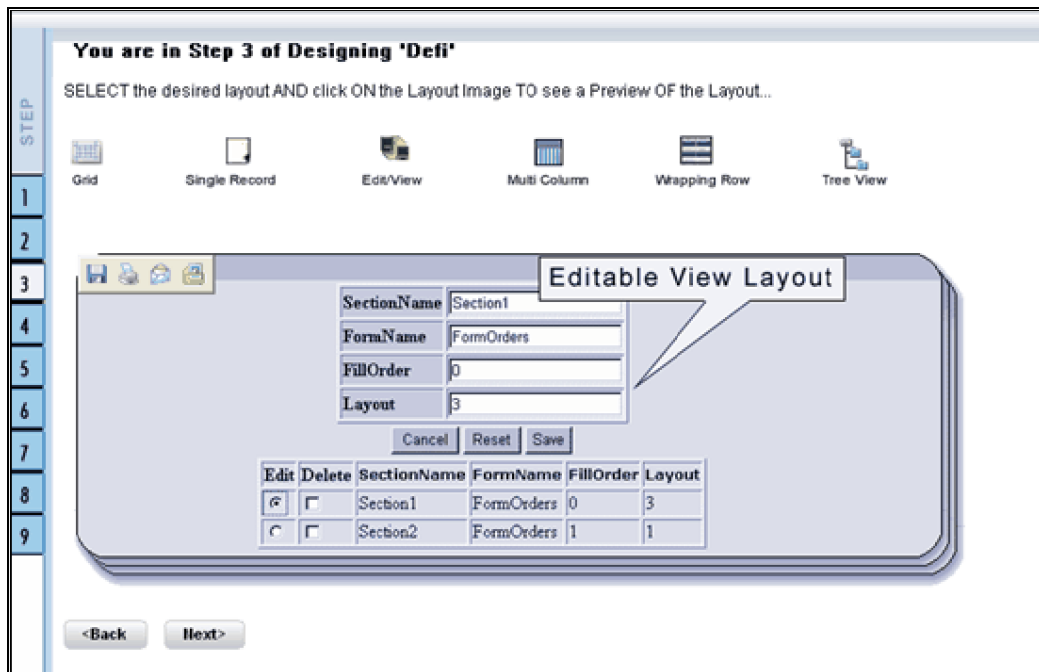 You are in Step 3 of Designing 'Defi'
SELECT the desired layout AND click ON the Layout Image TO see a Preview OF the Layout...
STEP
Grid Single Record Edit/View Multi Column Wrapping Row Tree View
1
2
3
4
5
6
7
8
9
Editable View Layout
SectionName Section1
FormName FormOrders
FillOrder 0
Layout 3
Cancel Reset Save
Edit Delete SectionName FormName FillOrder Layout
Section1 FormOrders 0 3
Section2 FormOrders 1 1
<Back Next>